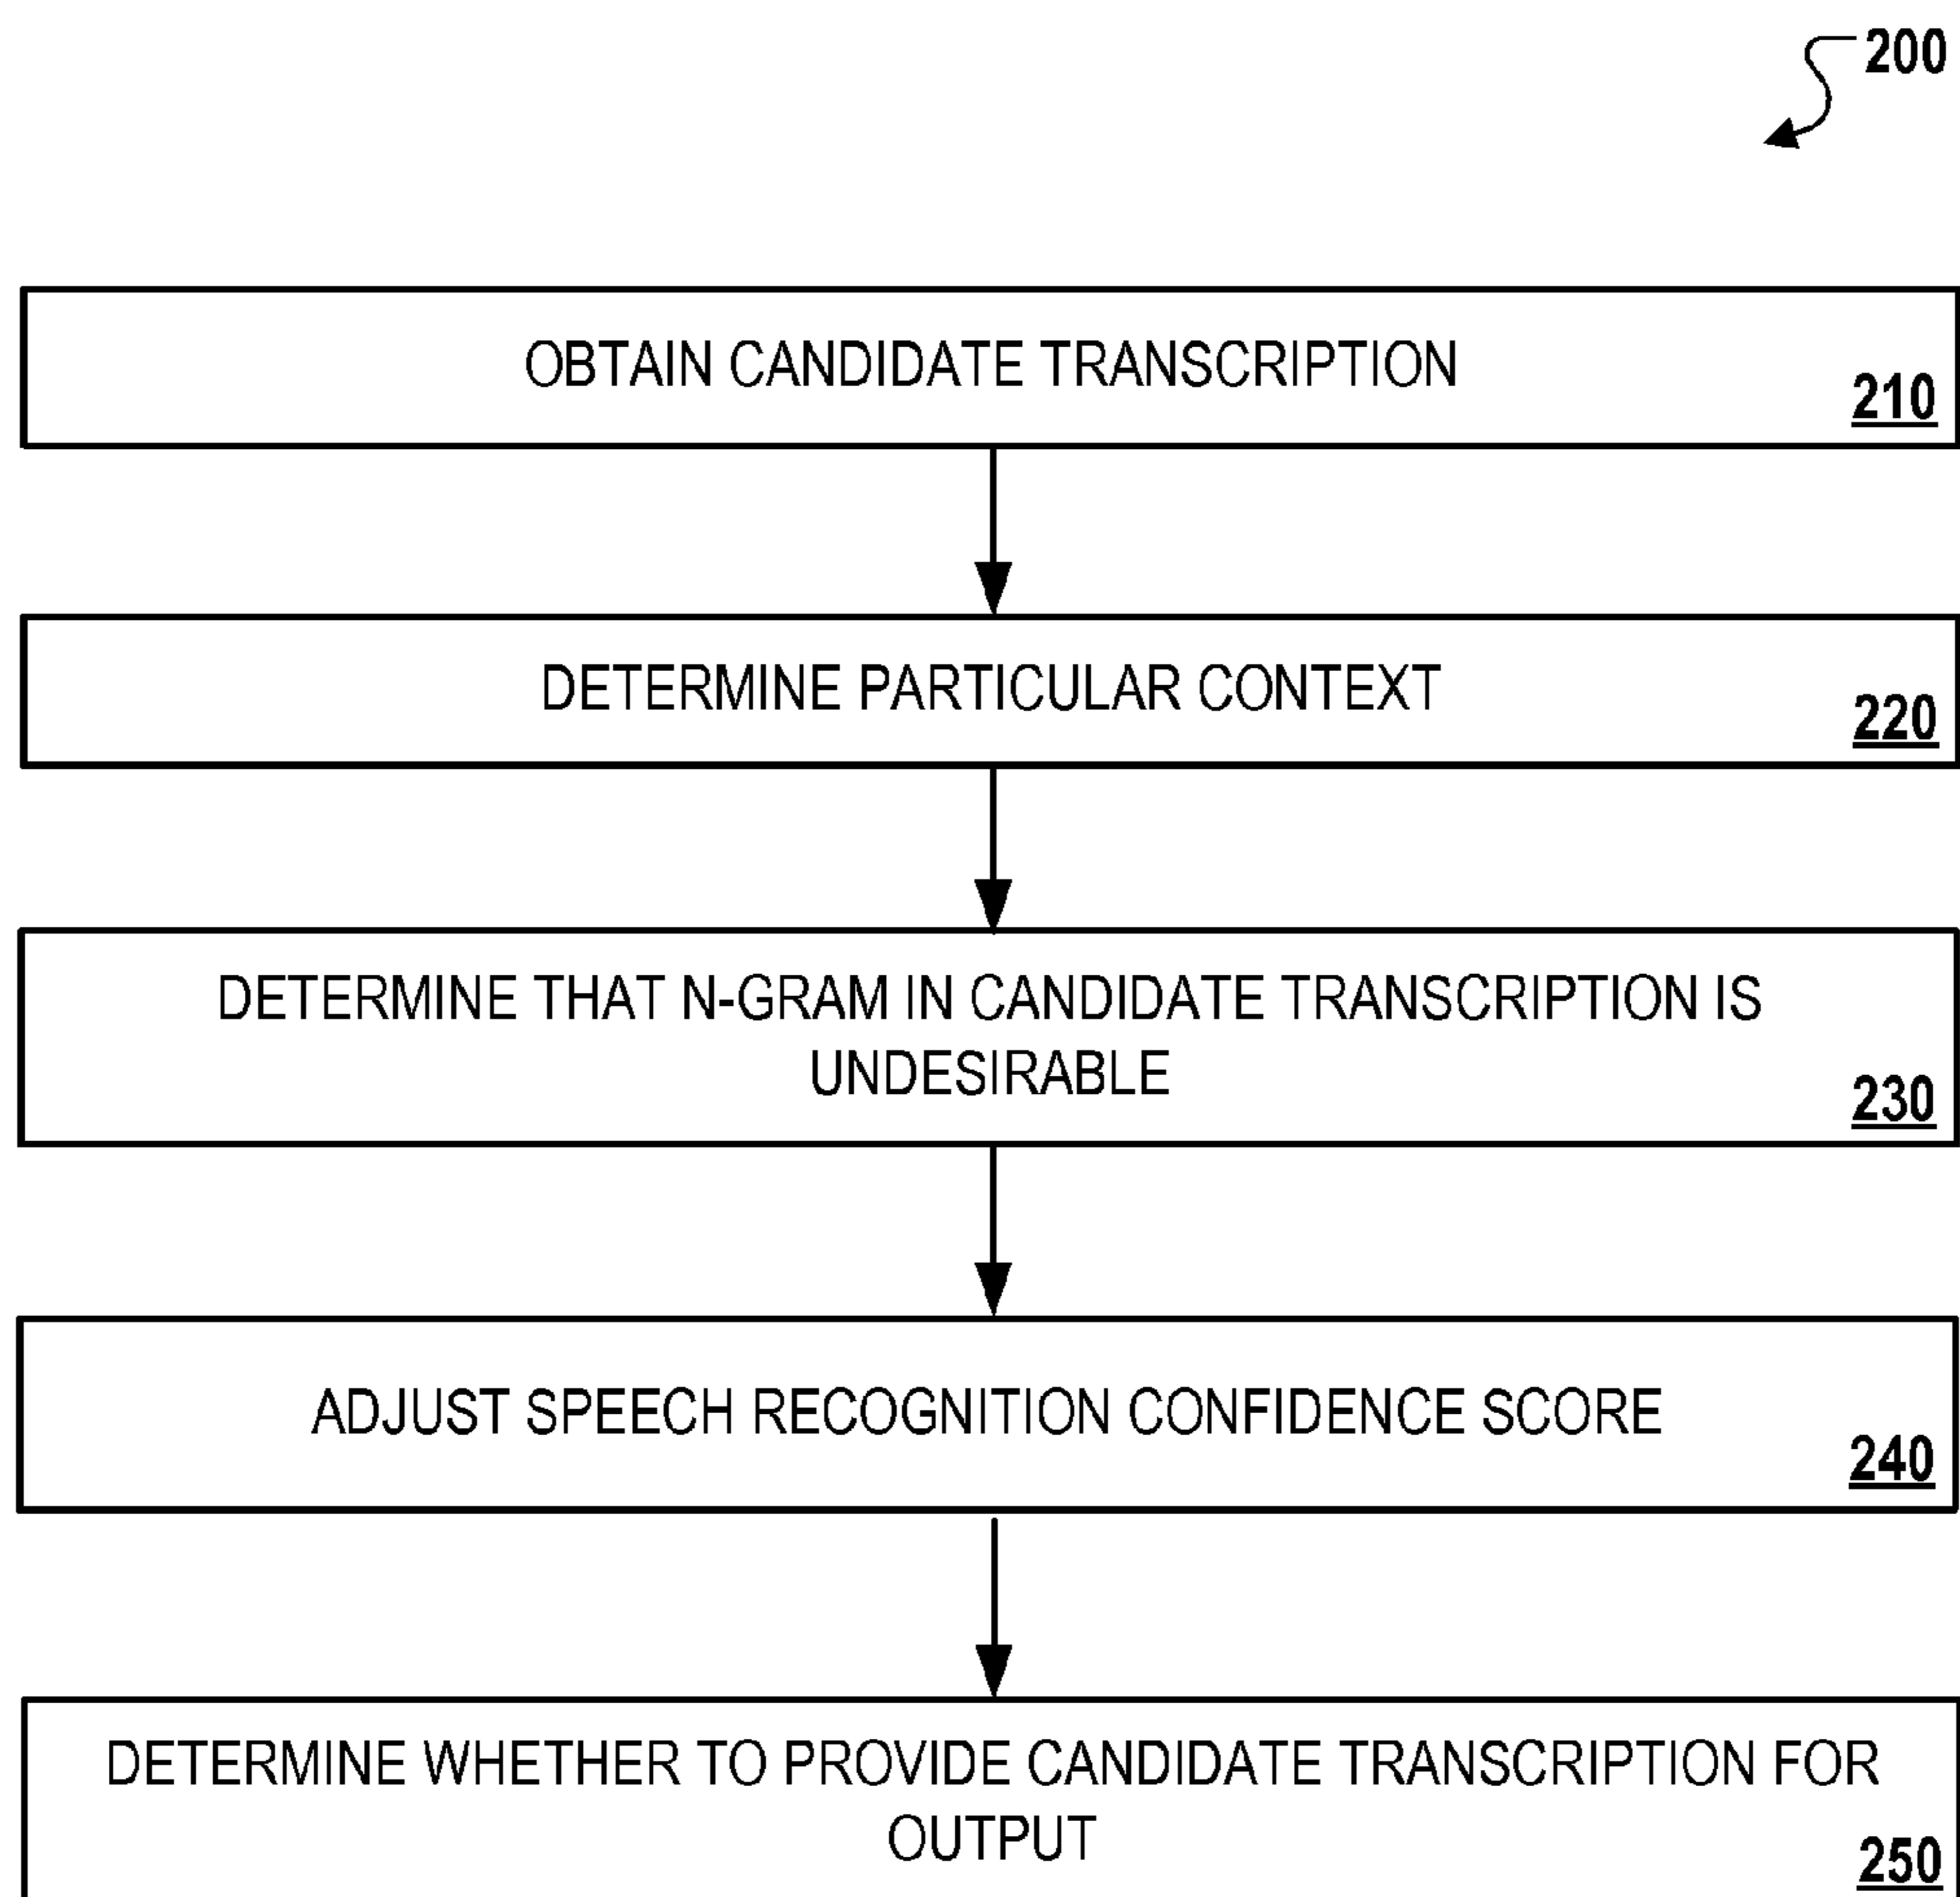 200
OBTAIN CANDIDATE TRANSCRIPTION
210
DETERMINE PARTICULAR CONTEXT
220
DETERMINE THAT N-GRAM IN CANDIDATE TRANSCRIPTION IS
UNDESIRABLE
230
ADJUST SPEECH RECOGNITION CONFIDENCE SCORE
240
DETERMINE WHETHER TO PROVIDE CANDIDATE TRANSCRIPTION FOR
OUTPUT
250